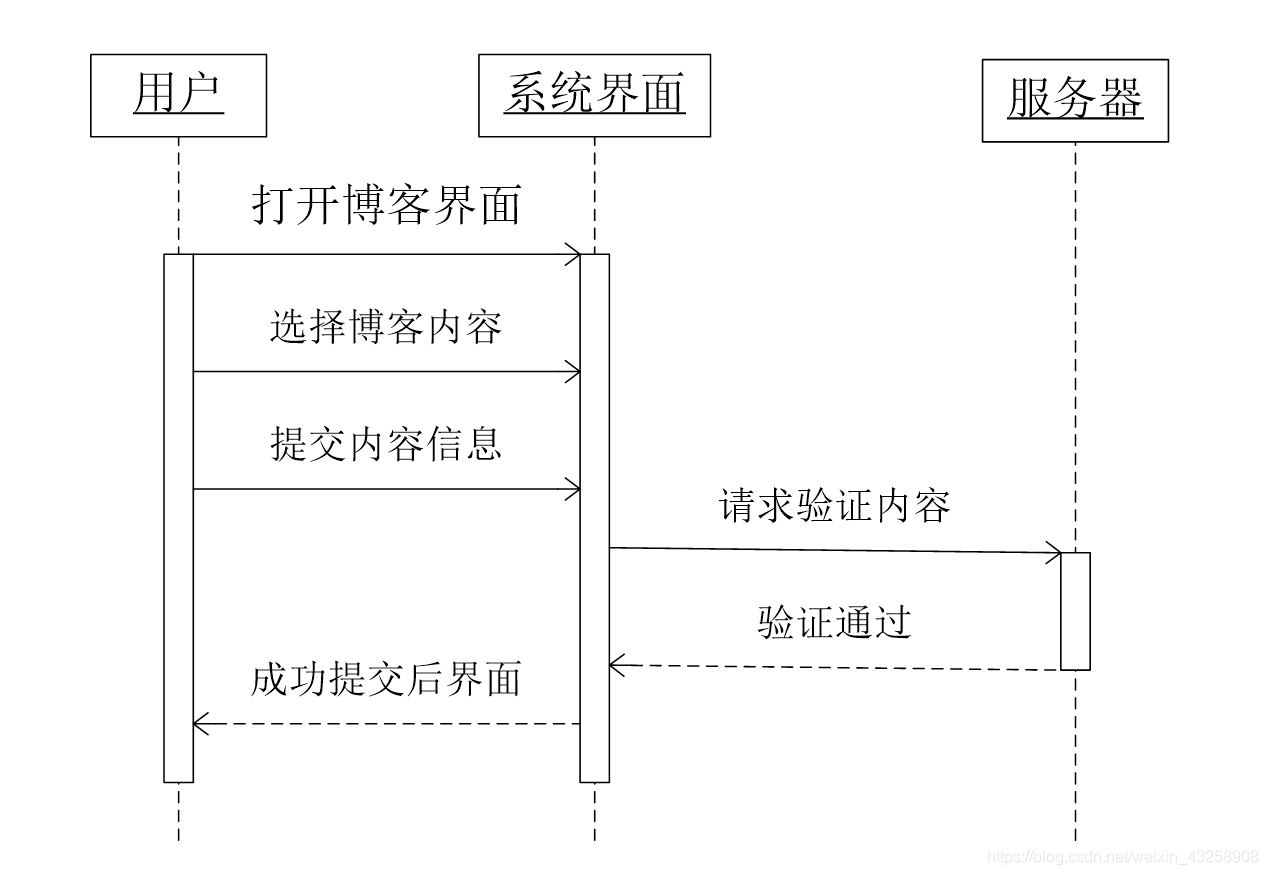 用户
系统界面
服务器
打开博客界面
选择博客内容
提交内容信息
请求验证内容
验证通过
成功提交后界面
https://blog.csdn.net/weixin_43258908